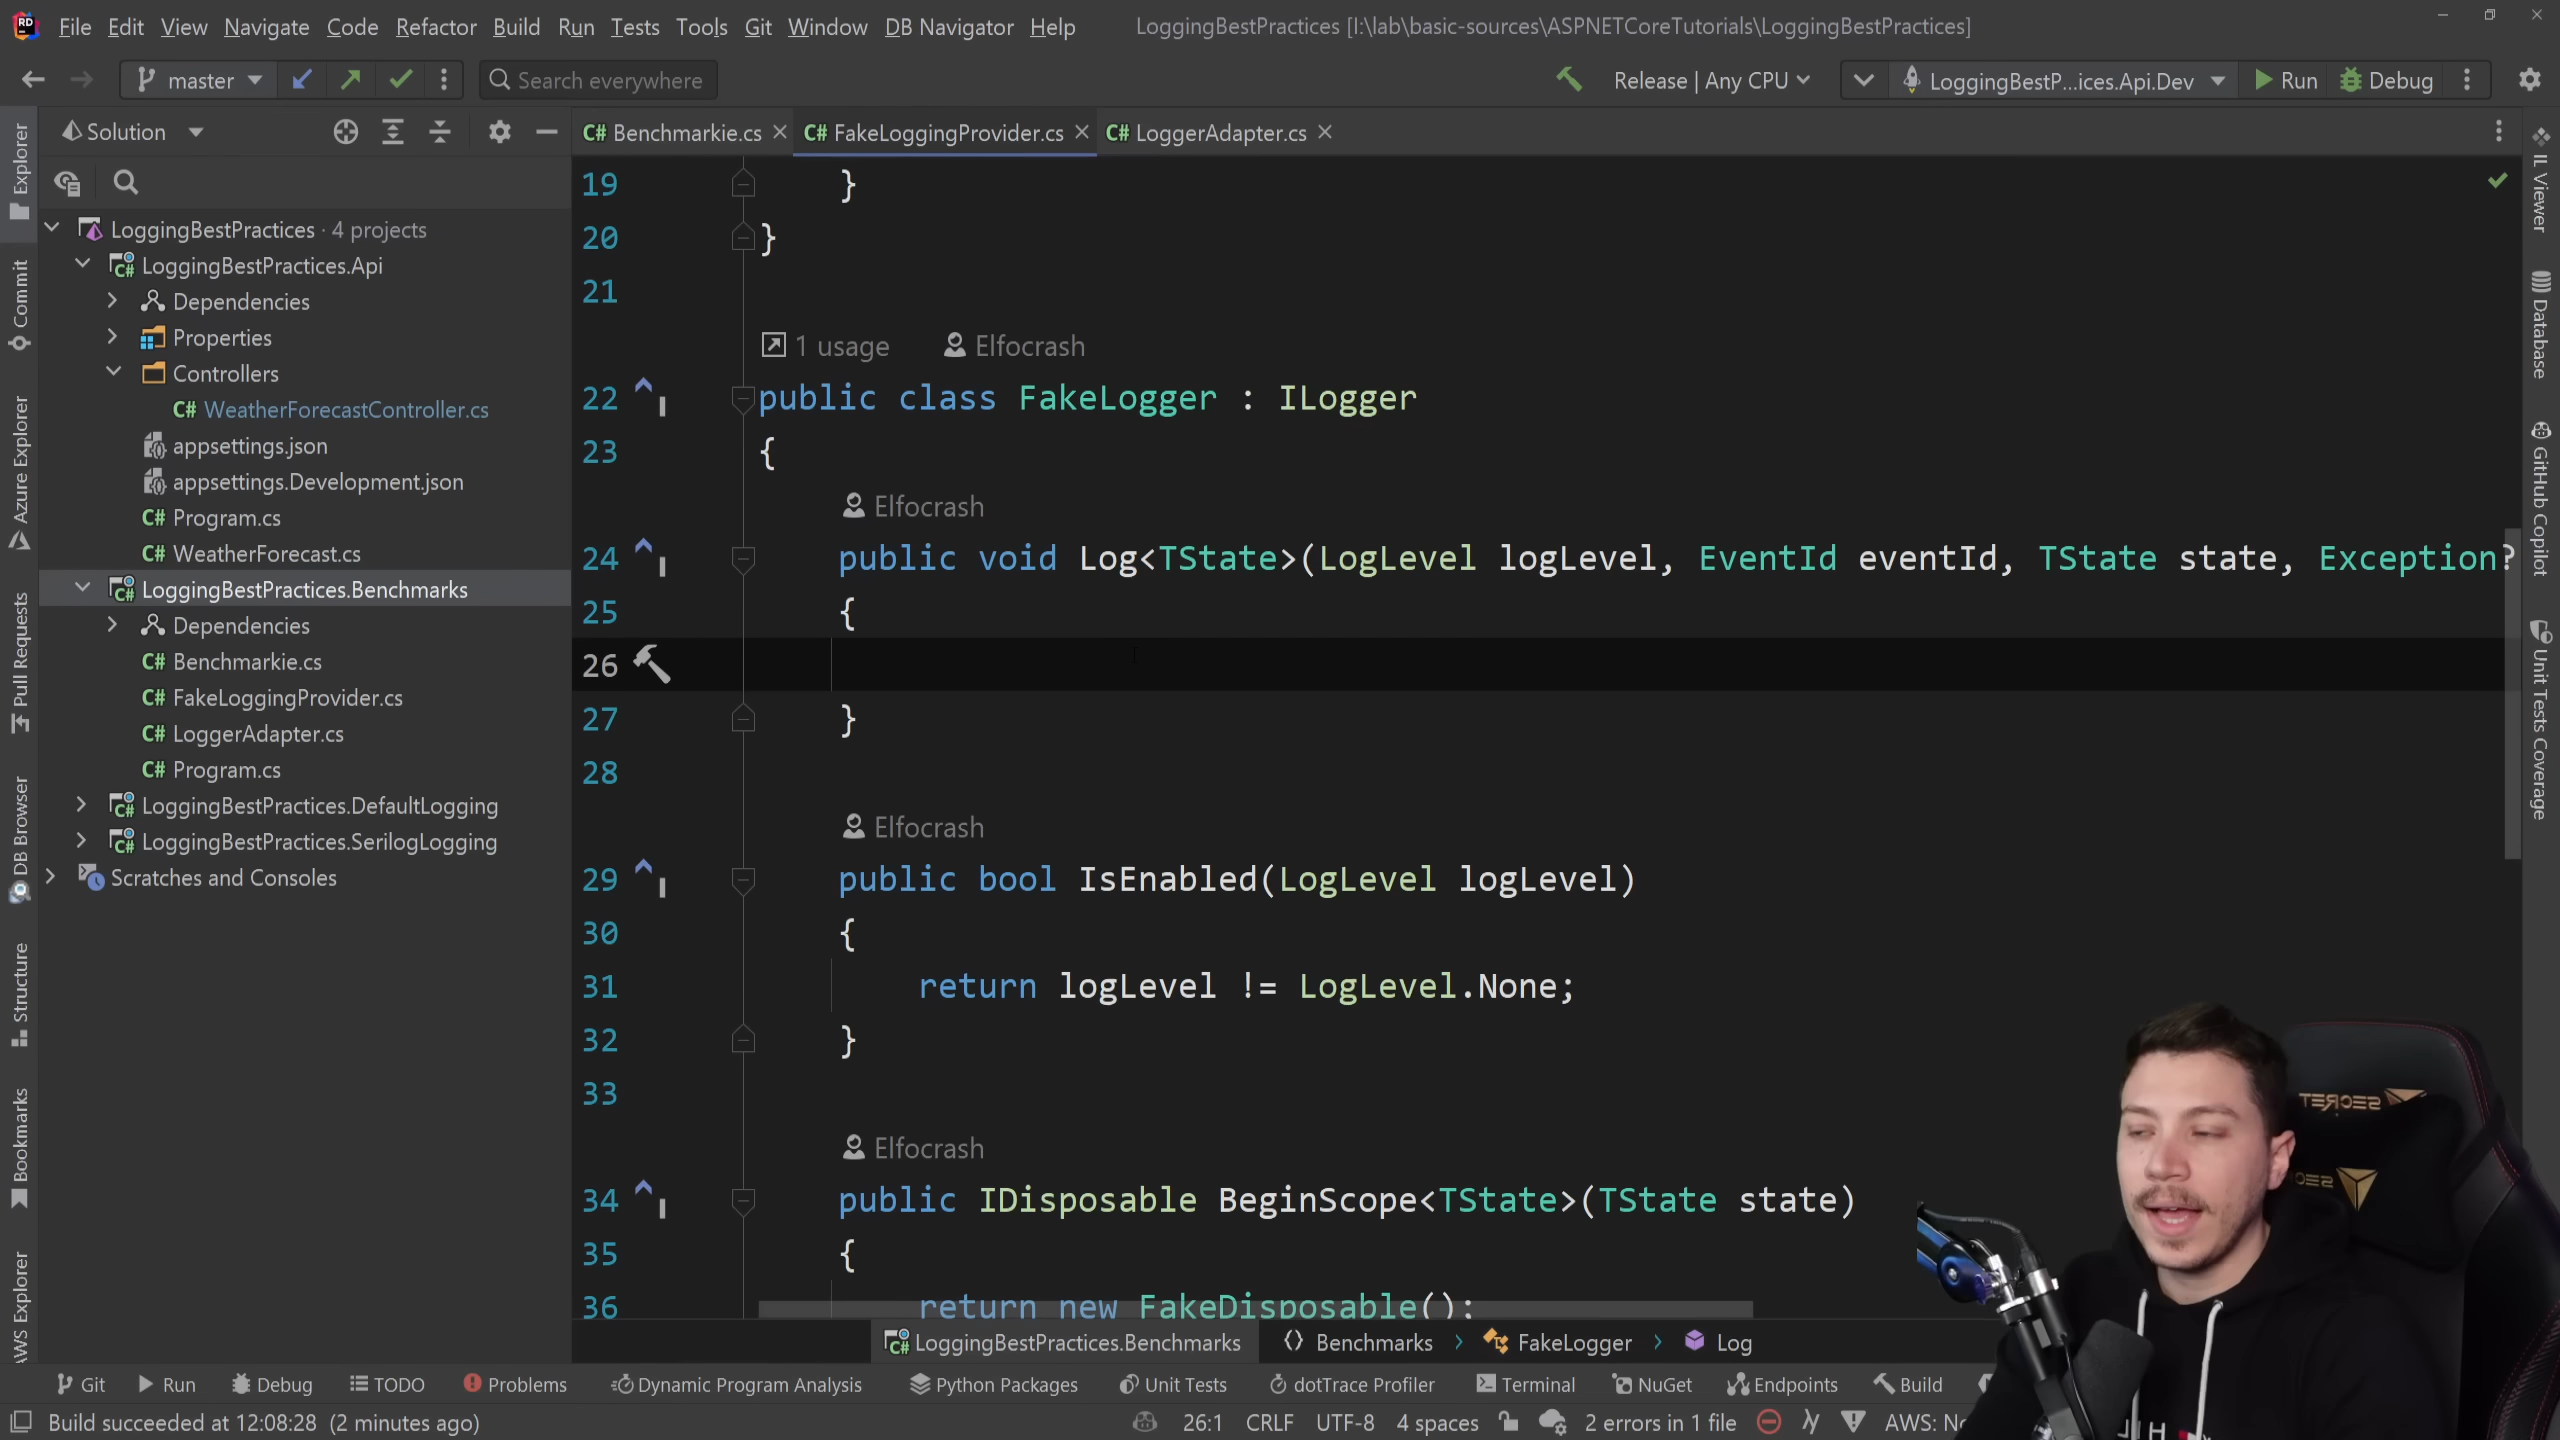 File Edit View Navigate Code Refactor Build Run Tests Tools Git Window DB Navigator Help LoggingBestPractices [I:\lab\basic-sources\ASPNETCoreTutorials\LoggingBestPractices]
master Search everywhere Release | Any CPU LoggingBestP...ices.Api.Dev Run Debug
Solution
Benchmarkie.cs FakeLoggingProvider.cs LoggerAdapter.cs
Explorer
Commit
Azure Explorer
Pull Requests
DB Browser
Structure
Bookmarks
AWS Explorer
LoggingBestPractices · 4 projects
LoggingBestPractices.Api
Dependencies
Properties
Controllers
C# WeatherForecastController.cs
appsettings.json
appsettings.Development.json
C# Program.cs
C# WeatherForecast.cs
LoggingBestPractices.Benchmarks
Dependencies
C# Benchmarkie.cs
C# FakeLoggingProvider.cs
C# LoggerAdapter.cs
C# Program.cs
LoggingBestPractices.DefaultLogging
LoggingBestPractices.SerilogLogging
Scratches and Consoles
19 }
20 }
21
1 usage Elfocrash
22 public class FakeLogger : ILogger
23 {
Elfocrash
24 public void Log<TState>(LogLevel logLevel, EventId eventId, TState state, Exception?
25 {
26
27 }
28
Elfocrash
29 public bool IsEnabled(LogLevel logLevel)
30 {
31 return logLevel != LogLevel.None;
32 }
33
Elfocrash
34 public IDisposable BeginScope<TState>(TState state)
35 {
36 return new FakeDisposable();
IL Viewer
Database
GitHub Copilot
Unit Tests Coverage
SECRET
LoggingBestPractices.Benchmarks Benchmarks FakeLogger Log
Git Run Debug TODO Problems Dynamic Program Analysis Python Packages Unit Tests dotTrace Profiler Terminal NuGet Endpoints Build
Build succeeded at 12:08:28 (2 minutes ago) 26:1 CRLF UTF-8 4 spaces 2 errors in 1 file AWS: